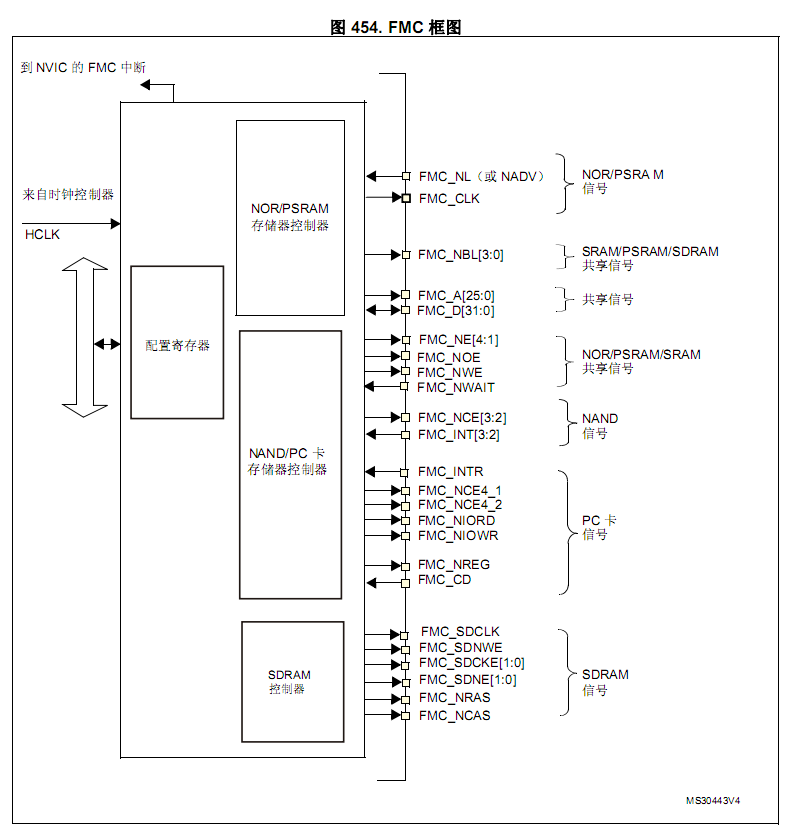 图 454. FMC 框图
到 NVIC 的 FMC 中断
来自时钟控制器
HCLK
配置寄存器
NOR/PSRAM
存储器控制器
NAND/PC 卡
存储器控制器
SDRAM
控制器
FMC_NL（或 NADV）
FMC_CLK
NOR/PSRA M
信号
FMC_NBL[3:0]
SRAM/PSRAM/SDRAM
共享信号
FMC_A[25:0]
FMC_D[31:0]
共享信号
FMC_NE[4:1]
FMC_NOE
FMC_NWE
FMC_NWAIT
NOR/PSRAM/SRAM
共享信号
FMC_NCE[3:2]
FMC_INT[3:2]
NAND
信号
FMC_INTR
FMC_NCE4_1
FMC_NCE4_2
FMC_NIORD
FMC_NIOWR
FMC_NREG
FMC_CD
PC 卡
信号
FMC_SDCLK
FMC_SDNWE
FMC_SDCKE[1:0]
FMC_SDNE[1:0]
FMC_NRAS
FMC_NCAS
SDRAM
信号
MS30443V4